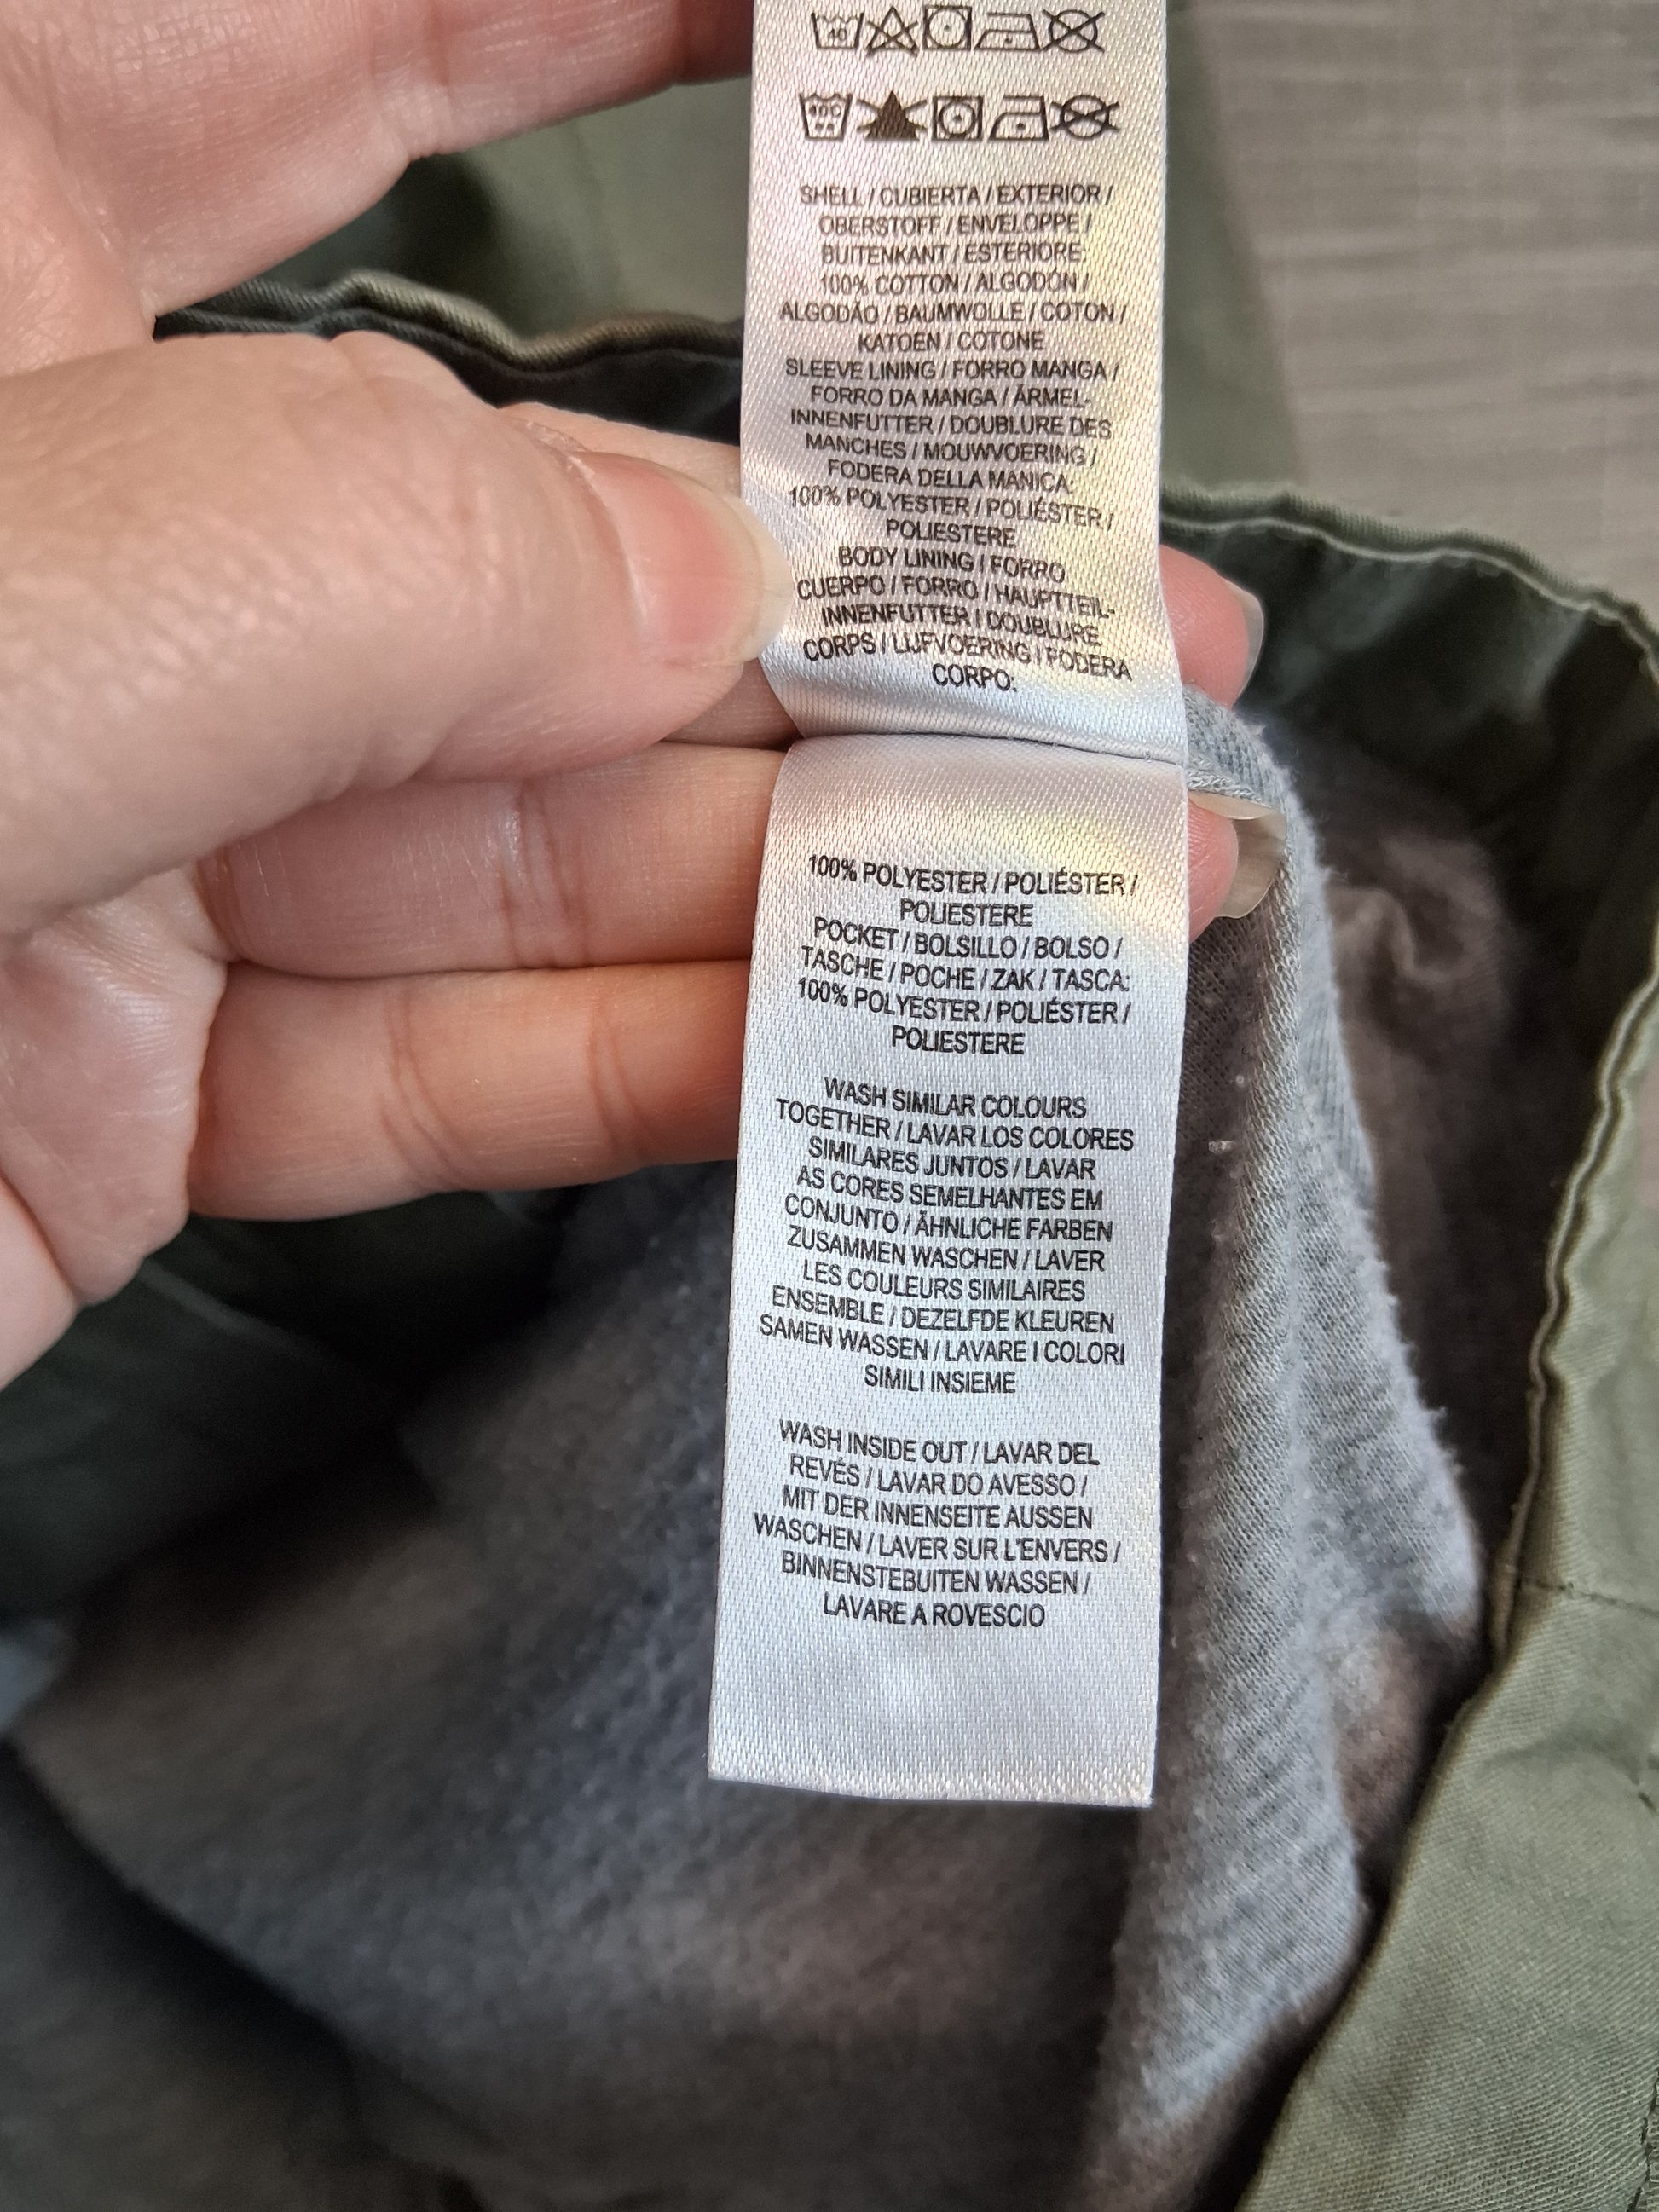 40
40C
SHELL / CUBIERTA / EXTERIOR /
OBERSTOFF / ENVELOPPE /
BUITENKANT / ESTERIORE
100% COTTON / ALGODÓN /
ALGODÃO / BAUMWOLLE / COTON /
KATOEN / COTONE
SLEEVE LINING / FORRO MANGA /
FORRO DA MANGA / ÄRMEL-
INNENFUTTER / DOUBLURE DES
MANCHES / MOUWVOERING /
FODERA DELLA MANICA
100% POLYESTER / POLIÉSTER /
POLIESTERE
BODY LINING / FORRO
CUERPO / FORRO / HAUPTTEIL-
INNENFUTTER / DOUBLURE
CORPS / LIJFVOERING / FODERA
CORPO:
100% POLYESTER / POLIÉSTER /
POLIESTERE
POCKET / BOLSILLO / BOLSO /
TASCHE / POCHE / ZAK / TASCA:
100% POLYESTER / POLIÉSTER /
POLIESTERE
WASH SIMILAR COLOURS
TOGETHER / LAVAR LOS COLORES
SIMILARES JUNTOS / LAVAR
AS CORES SEMELHANTES EM
CONJUNTO / ÄHNLICHE FARBEN
ZUSAMMEN WASCHEN / LAVER
LES COULEURS SIMILAIRES
ENSEMBLE / DEZELFDE KLEUREN
SAMEN WASSEN / LAVARE I COLORI
SIMILI INSIEME
WASH INSIDE OUT / LAVAR DEL
REVÉS / LAVAR DO AVESSO /
MIT DER INNENSEITE AUSSEN
WASCHEN / LAVER SUR L'ENVERS /
BINNENSTEBUITEN WASSEN /
LAVARE A ROVESCIO